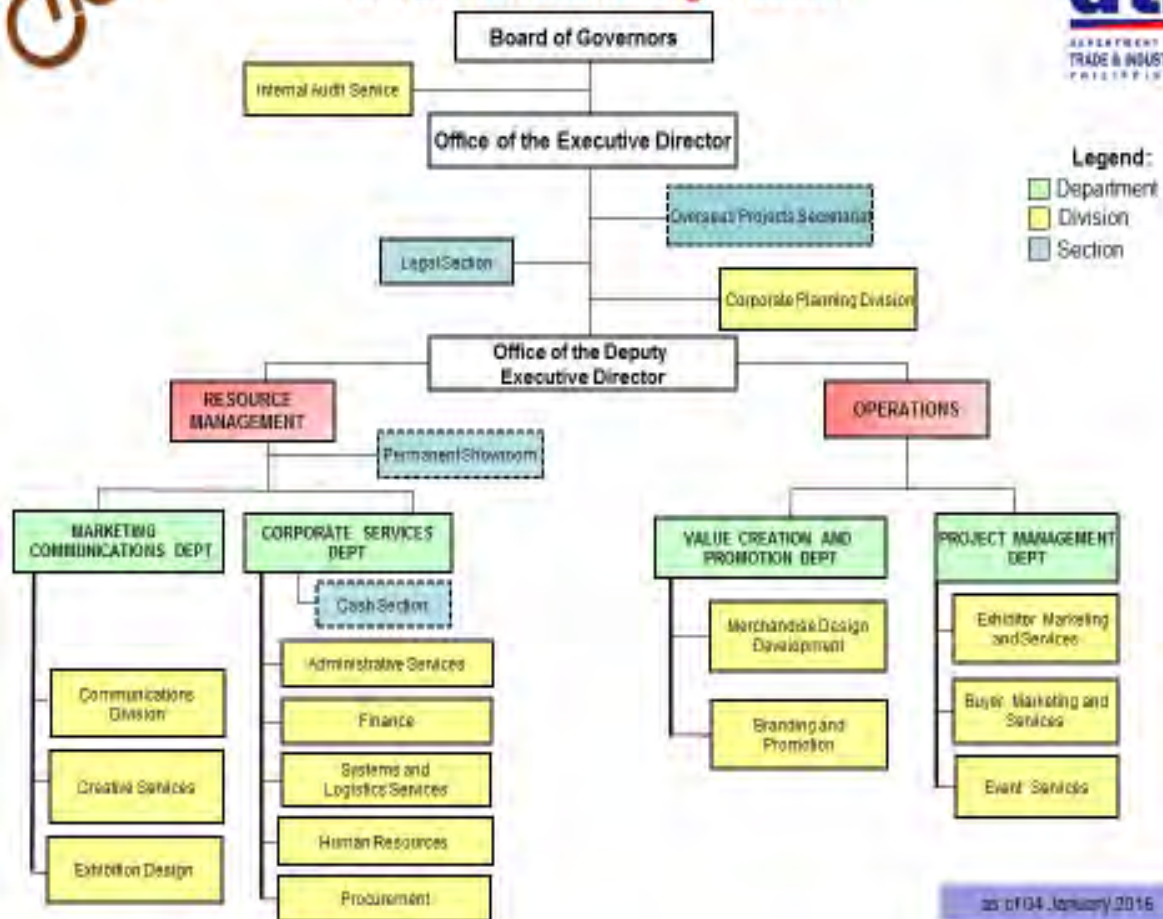 Board of Governors
Internal Audit Service
Office of the Executive Director
Overseas Projects Secretariat
Legal Section
Corporate Planning Division
Legend:
Department
Division
Section
Office of the Deputy
Executive Director
RESOURCE
MANAGEMENT
OPERATIONS
Permanent Showroom
MARKETING
COMMUNICATIONS DEPT
CORPORATE SERVICES
DEPT
VALUE CREATION AND
PROMOTION DEPT
PROJECT MANAGEMENT
DEPT
Cash Section
Communications
Division
Creative Services
Exhibition Design
Administrative Services
Finance
Systems and
Logistics Services
Human Resources
Procurement
Merchandise Design
Development
Branding and
Promotion
Exhibitor Marketing
and Services
Buyer Marketing and
Services
Event Services
TRADE & INDUST
as of 04 January 2016